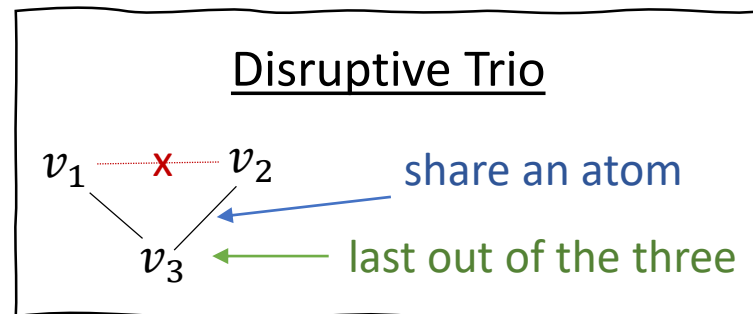 Disruptive Trio
v₁ x v₂
share an atom
v₃
last out of the three